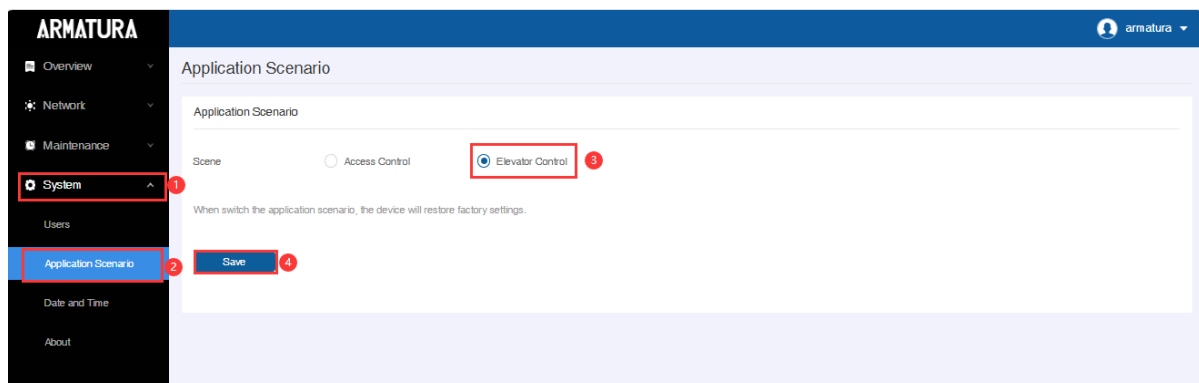 ARMATURA
armatura
Overview
Network
Maintenance
System
1
Users
Application Scenario
2
Date and Time
About
Application Scenario
Application Scenario
Scene
Access Control
Elevator Control
3
When switch the application scenario, the device will restore factory settings.
Save
4